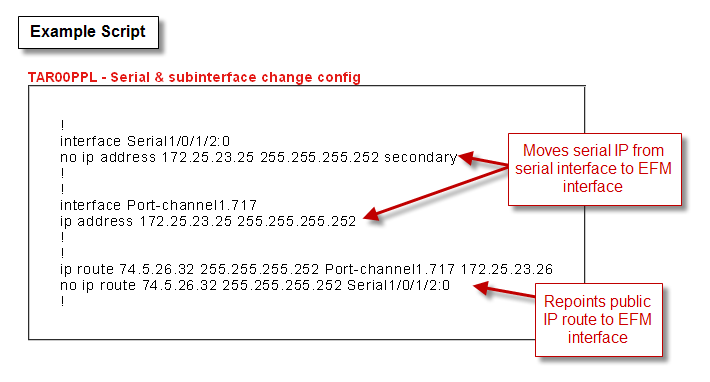 Example Script
TAR00PPL - Serial & subinterface change config
!
interface Serial1/0/1/2:0
no ip address 172.25.23.25 255.255.255.252 secondary
!
!
interface Port-channel1.717
ip address 172.25.23.25 255.255.255.252
!
!
ip route 74.5.26.32 255.255.255.252 Port-channel1.717 172.25.23.26
no ip route 74.5.26.32 255.255.255.252 Serial1/0/1/2:0
!
Moves serial IP from
serial interface to EFM
interface
Repoints public
IP route to EFM
interface